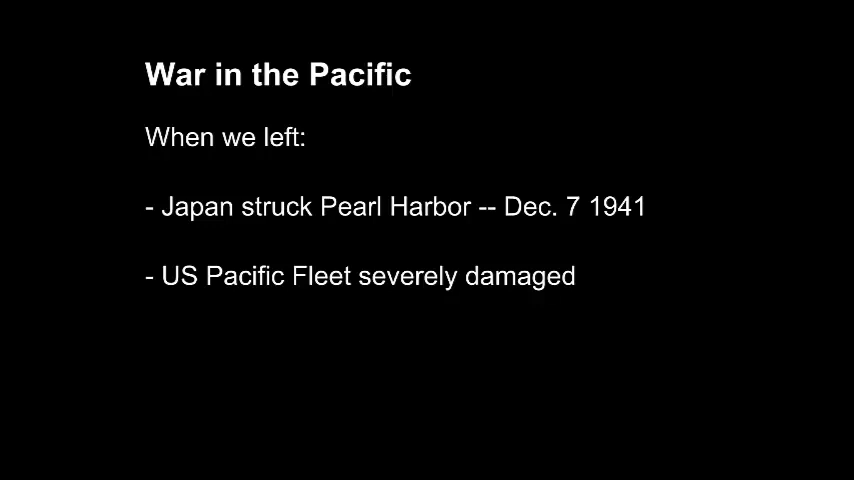 War in the Pacific
When we left:
- Japan struck Pearl Harbor -- Dec. 7 1941
- US Pacific Fleet severely damaged